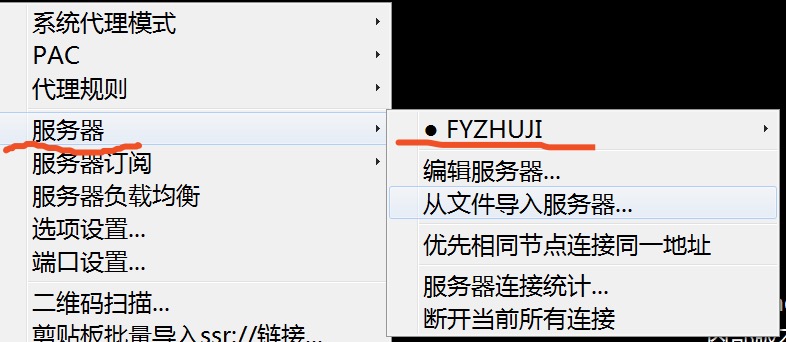 系统代理模式
PAC
代理规则
服务器
服务器订阅
服务器负载均衡
选项设置...
端口设置...
二维码扫描...
剪贴板批量导入ssr://链接...
● FYZHUJI
编辑服务器...
从文件导入服务器...
优先相同节点连接同一地址
服务器连接统计...
断开当前所有连接